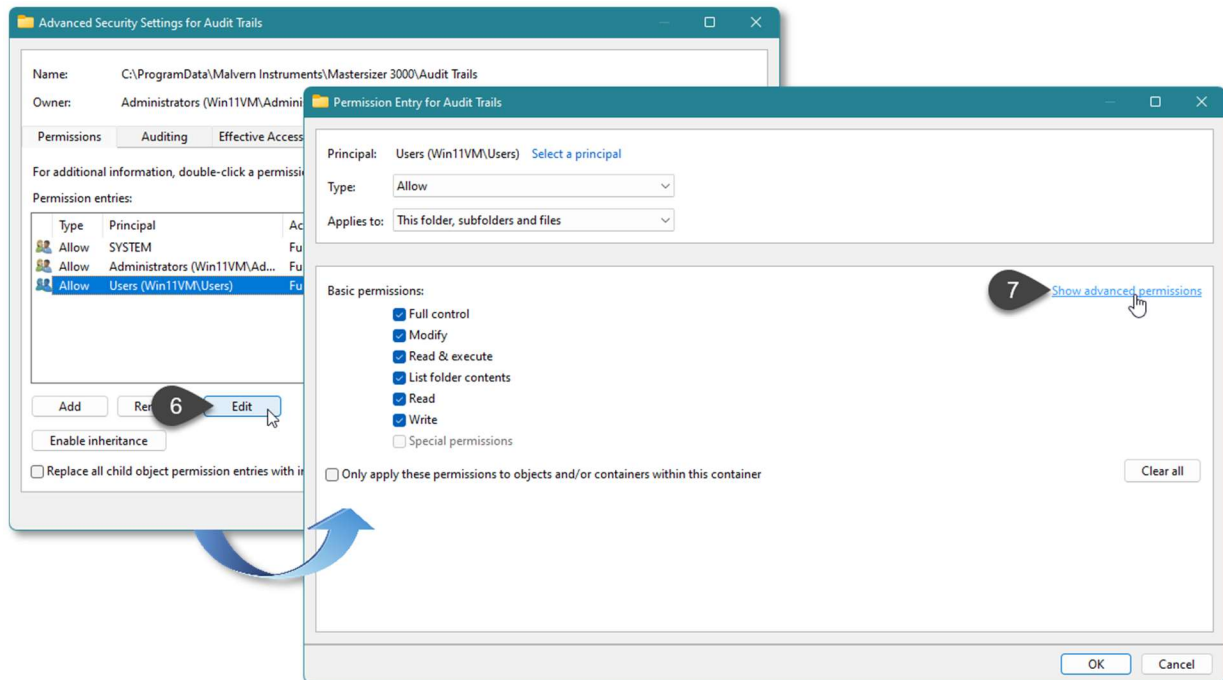 Advanced Security Settings for Audit Trails
Name: C:\ProgramData\Malvern Instruments\Mastersizer 3000\Audit Trails
Owner: Administrators (Win11VM\Admini
Permissions Auditing Effective Access
For additional information, double-click a permissi
Permission entries:
Type Principal Ac
Allow SYSTEM Fu
Allow Administrators (Win11VM\Ad... Fu
Allow Users (Win11VM\Users) Fu
Add Re 6 Edit
Enable inheritance
Replace all child object permission entries with in
Permission Entry for Audit Trails
Principal: Users (Win11VM\Users) Select a principal
Type: Allow
Applies to: This folder, subfolders and files
Basic permissions: 7 Show advanced permissions
Full control
Modify
Read & execute
List folder contents
Read
Write
Special permissions
Only apply these permissions to objects and/or containers within this container Clear all
OK Cancel